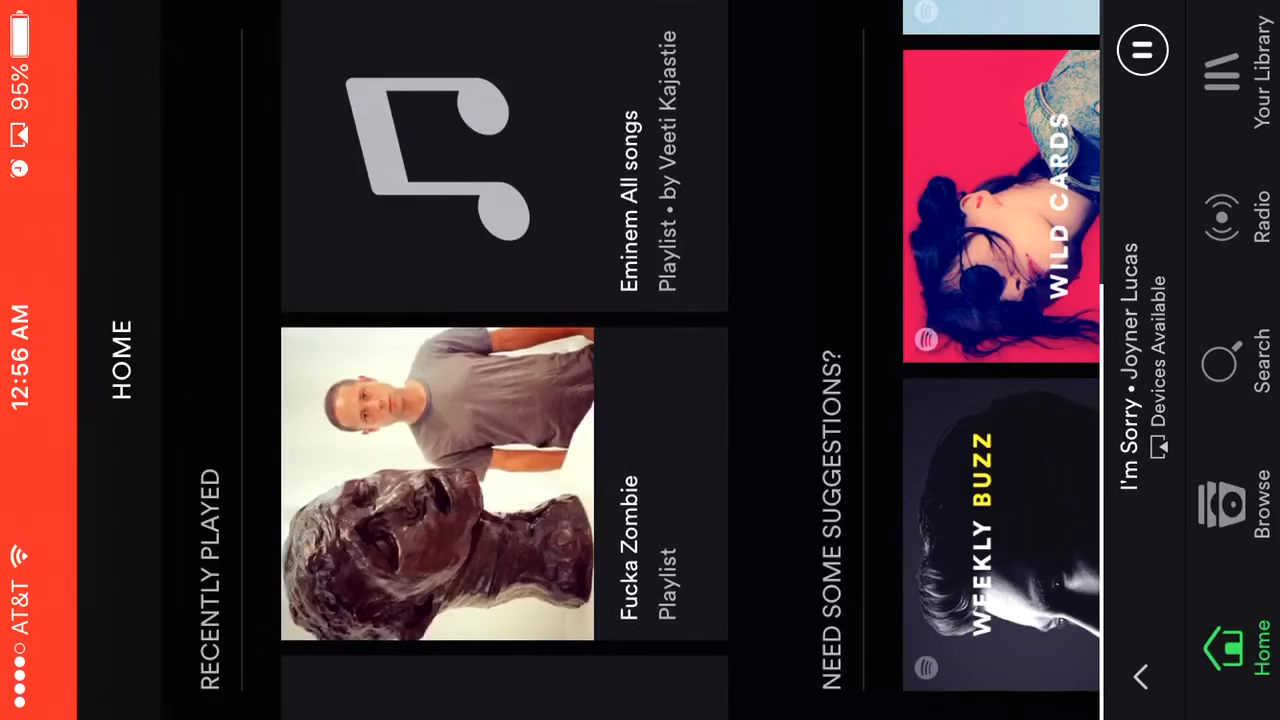 AT&T 12:56 AM 95%
HOME
RECENTLY PLAYED
Fucka Zombie
Playlist
Eminem All songs
Playlist • by Veeti Kajastie
NEED SOME SUGGESTIONS?
WEEKLY BUZZ
WILD CARDS
I'm Sorry • Joyner Lucas
Devices Available
Home
Browse
Search
Radio
Your Library